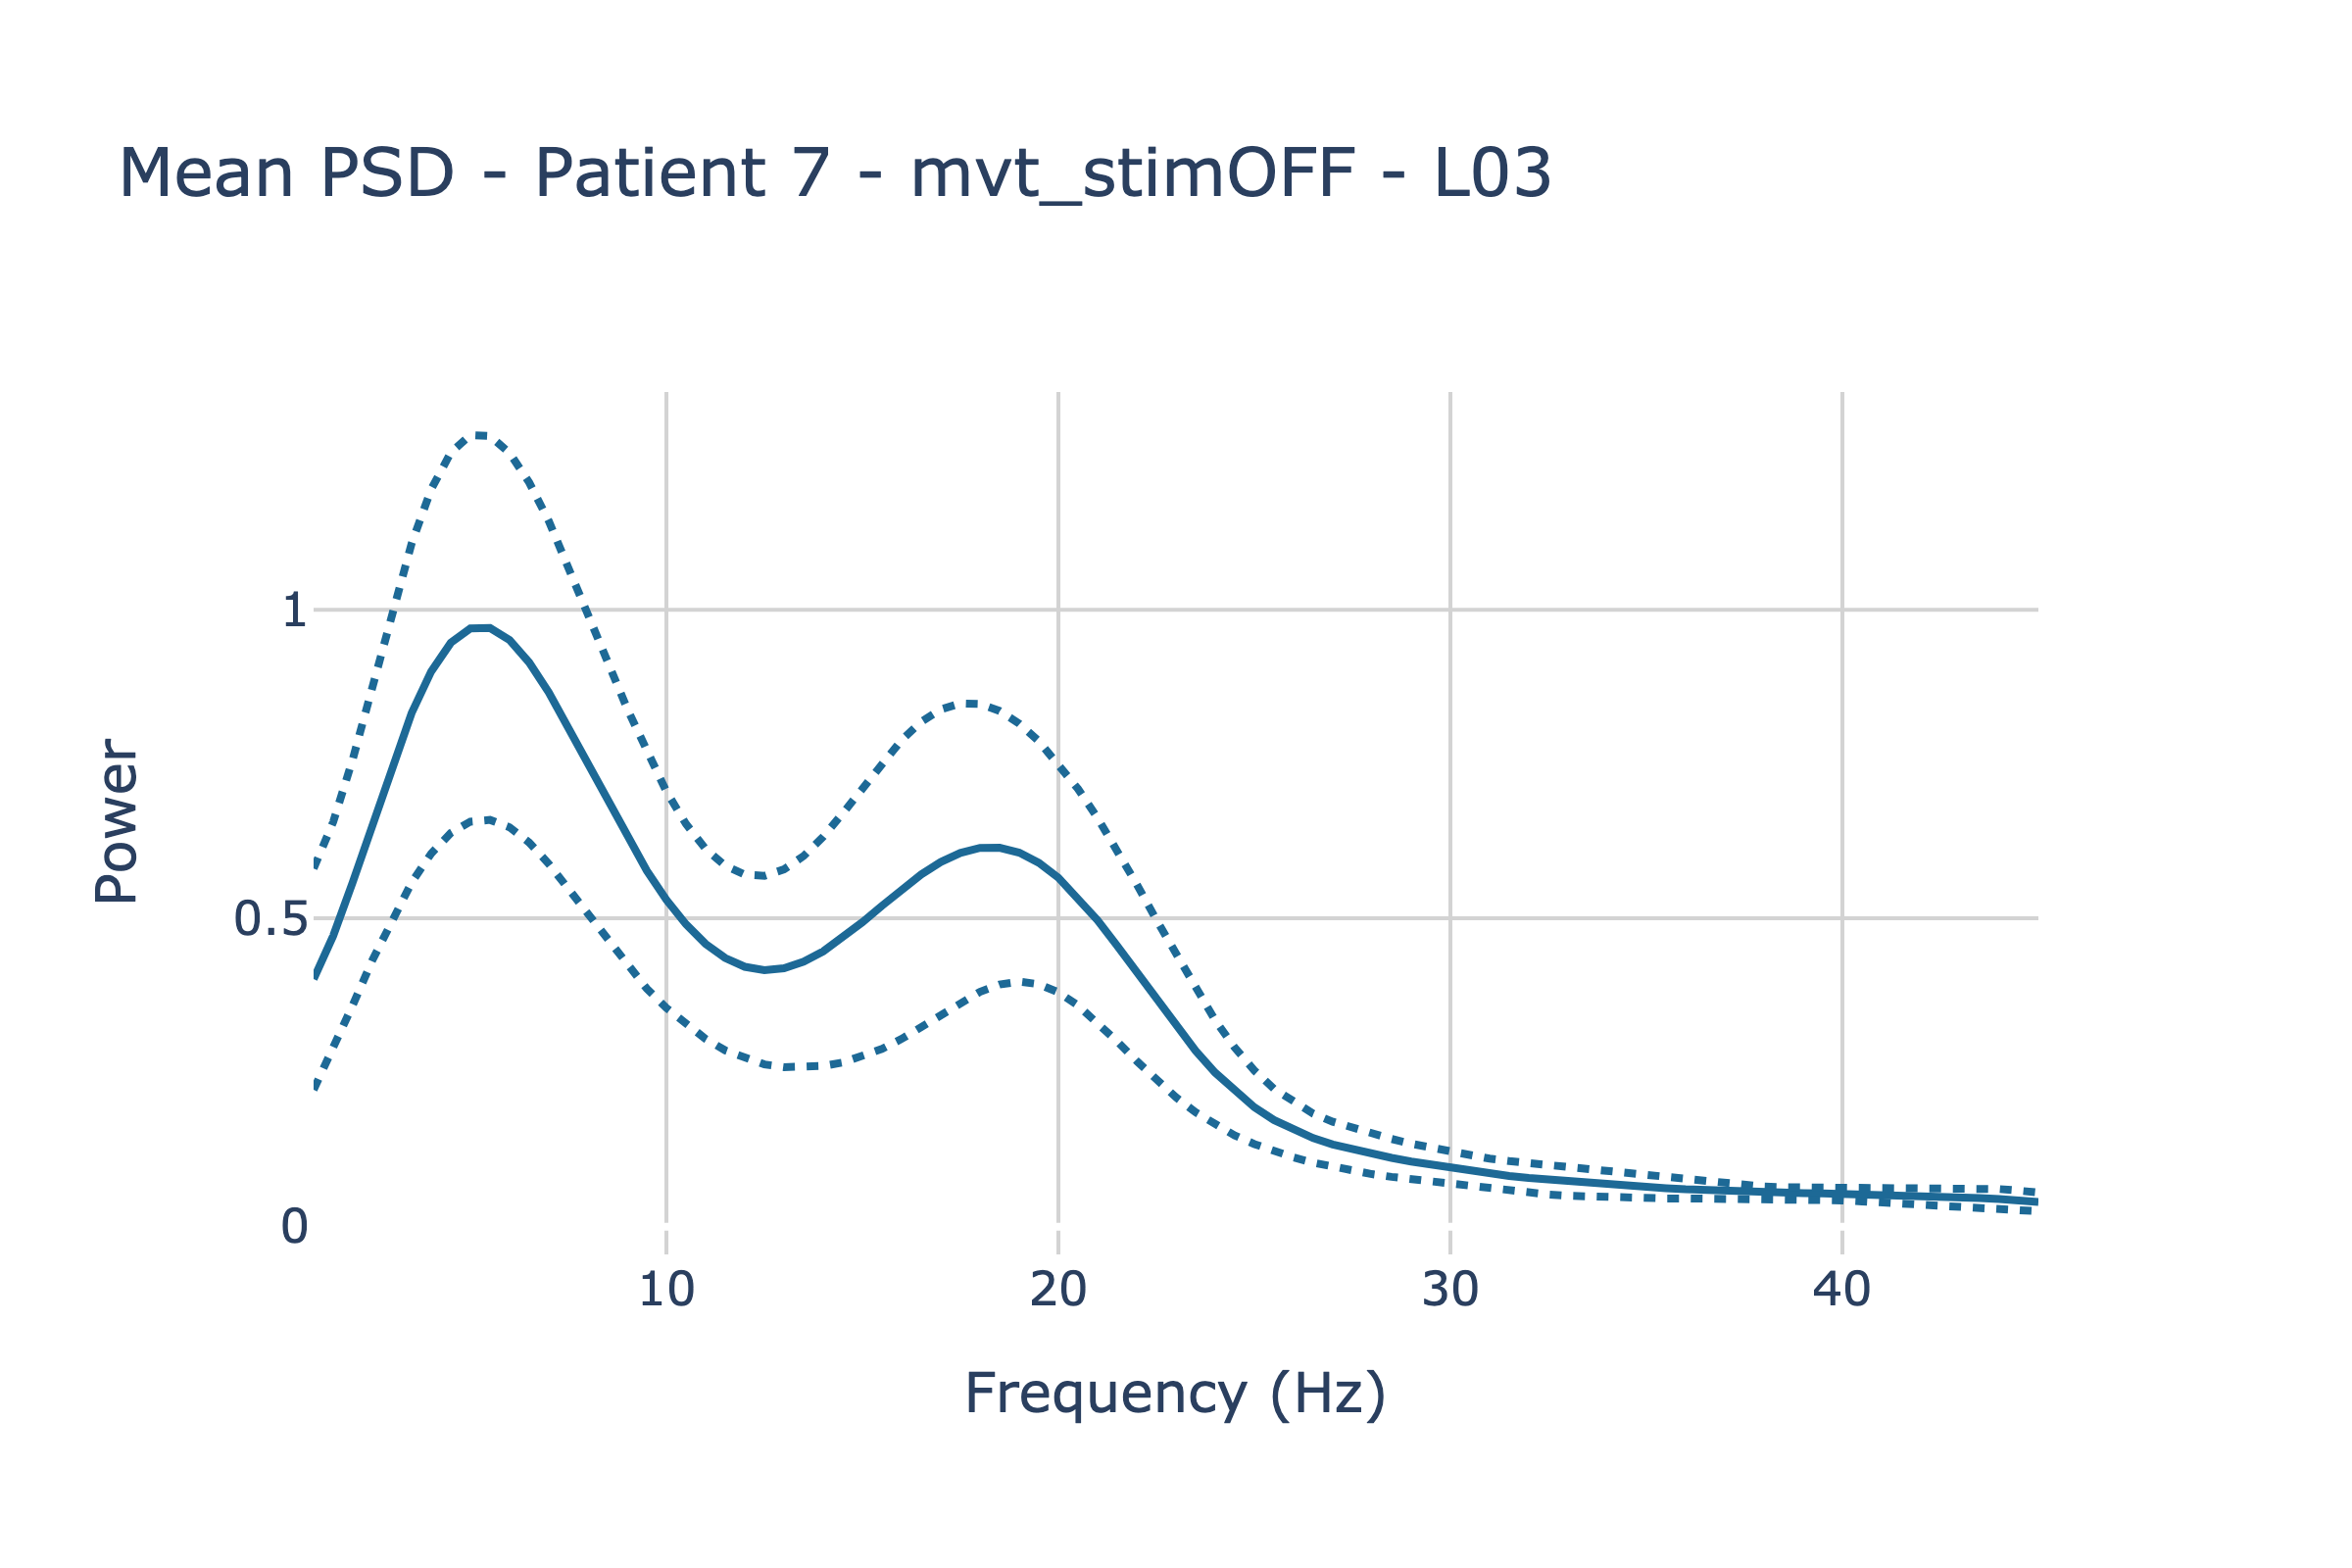 Mean PSD - Patient 7 - mvt_stimOFF - L03
Power
1
0.5
0
10 20 30 40
Frequency (Hz)